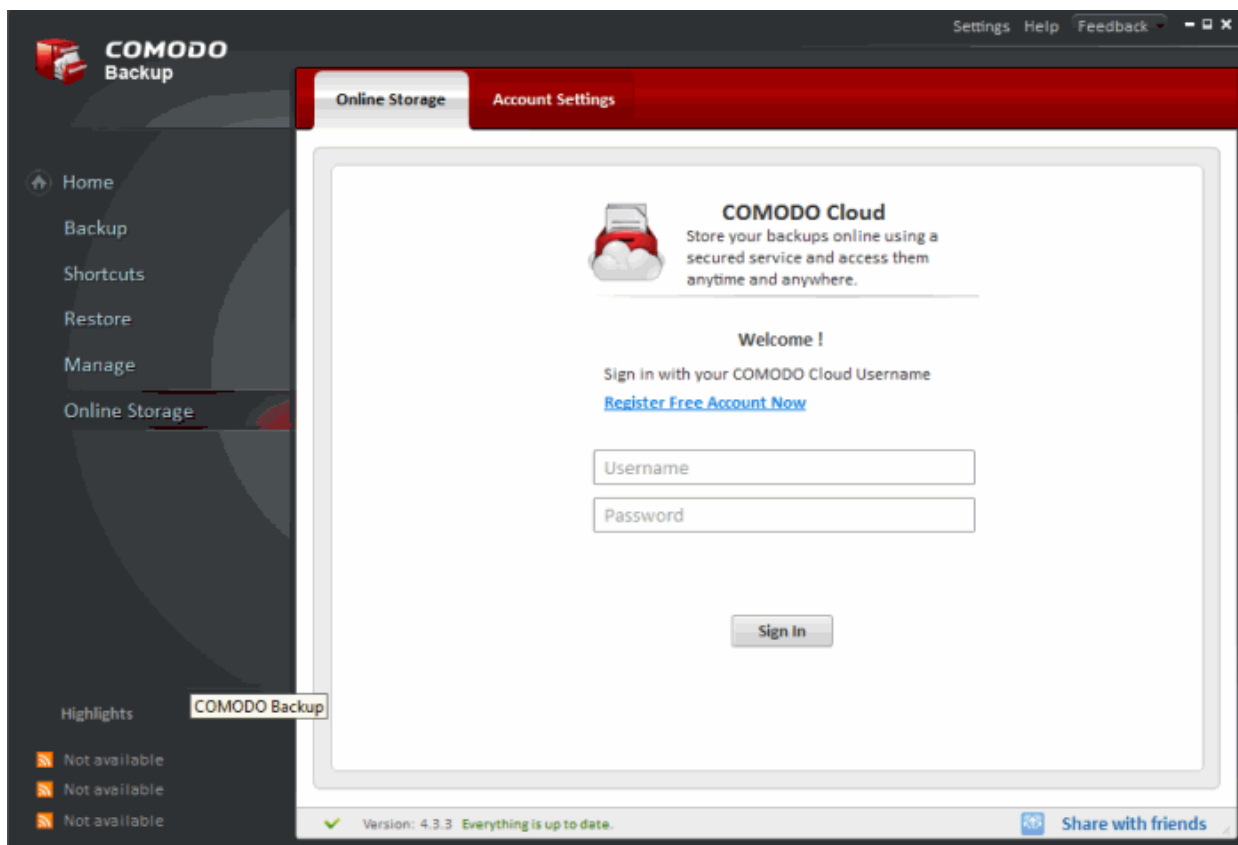 Settings Help Feedback
COMODO
Backup
Online Storage Account Settings
Home
Backup
Shortcuts
Restore
Manage
Online Storage
COMODO Cloud
Store your backups online using a
secured service and access them
anytime and anywhere.
Welcome !
Sign in with your COMODO Cloud Username
Register Free Account Now
Username
Password
Sign In
Highlights
COMODO Backup
Not available
Not available
Not available
Version: 4.3.3 Everything is up to date.
Share with friends